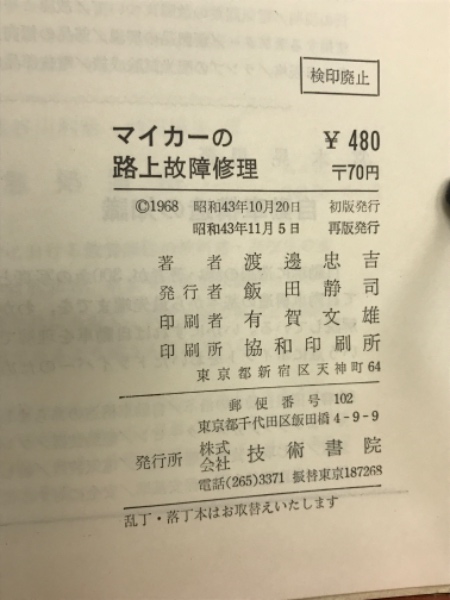 検印廃止
マイカーの ¥ 480
路上故障修理 〒70円
©1968 昭和43年10月20日 初版発行
昭和43年11月5日 再版発行
著者 渡邊忠吉
発行者 飯田静司
印刷者 有賀文雄
印刷所 協和印刷所
東京都新宿区天神町64
郵便番号 102
東京都千代田区飯田橋4-9-9
発行所 株式会社 技術書院
電話(265)3371 振替東京187268
乱丁・落丁本はお取替えいたします